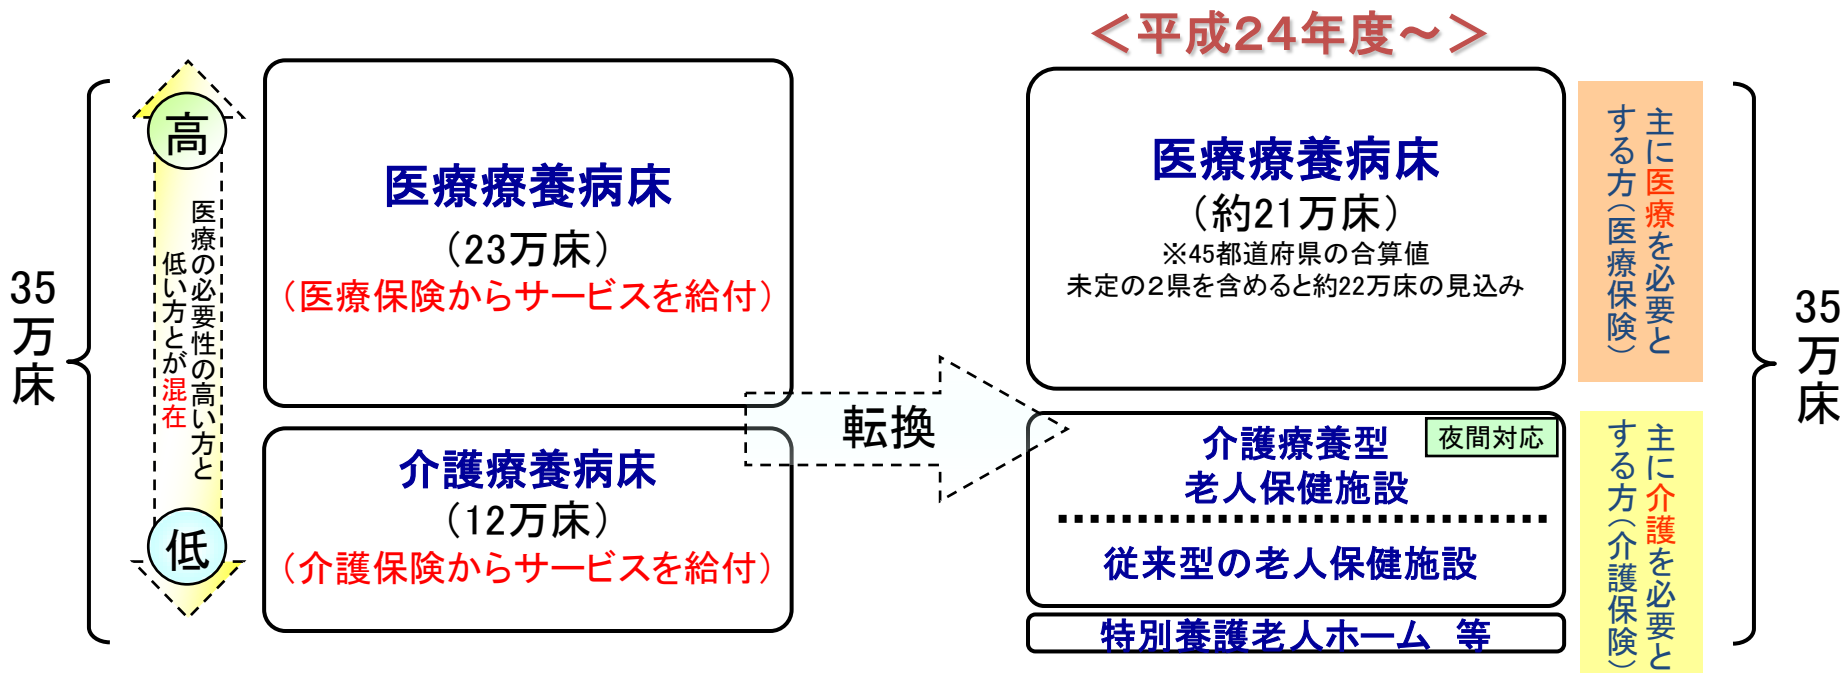 ＜平成24年度～＞
35万床
高
医療の必要性の高い方と
低い方とが混在
低
医療療養病床
（23万床）
（医療保険からサービスを給付）
介護療養病床
（12万床）
（介護保険からサービスを給付）
転換
医療療養病床
（約21万床）
※45都道府県の合算値
未定の２県を含めると約22万床の見込み
介護療養型
老人保健施設
夜間対応
従来型の老人保健施設
特別養護老人ホーム　等
主に医療を必要と
する方（医療保険）
主に介護を必要と
する方（介護保険）
35万床